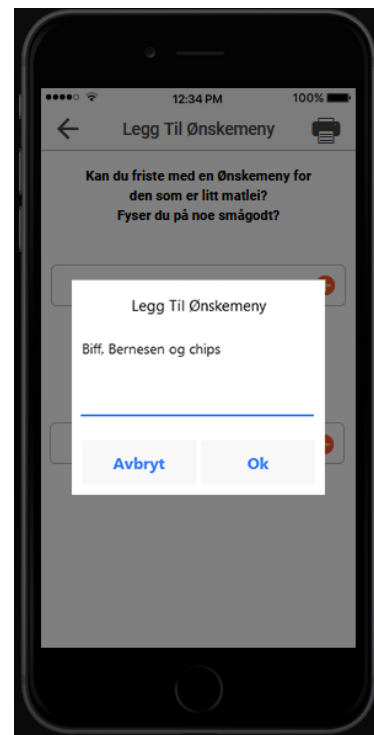 12:34 PM
100%
Legg Til Ønskemeny
Kan du friste med en Ønskemeny for
den som er litt matlei?
Fyser du på noe smågodt?
Legg Til Ønskemeny
Biff, Bernesen og chips
Avbryt
Ok